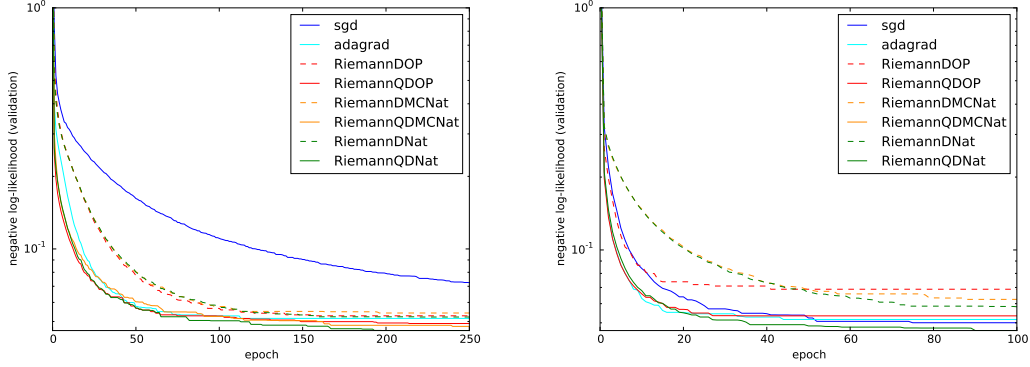 negative log-likelihood (validation)
10^0
10^-1
0
50
100
150
200
250
epoch
sgd
adagrad
RiemannDOP
RiemannQDOP
RiemannDMCNat
RiemannQDMCNat
RiemannDNat
RiemannQDNat
negative log-likelihood (validation)
10^0
10^-1
0
20
40
60
80
100
epoch
sgd
adagrad
RiemannDOP
RiemannQDOP
RiemannDMCNat
RiemannQDMCNat
RiemannDNat
RiemannQDNat